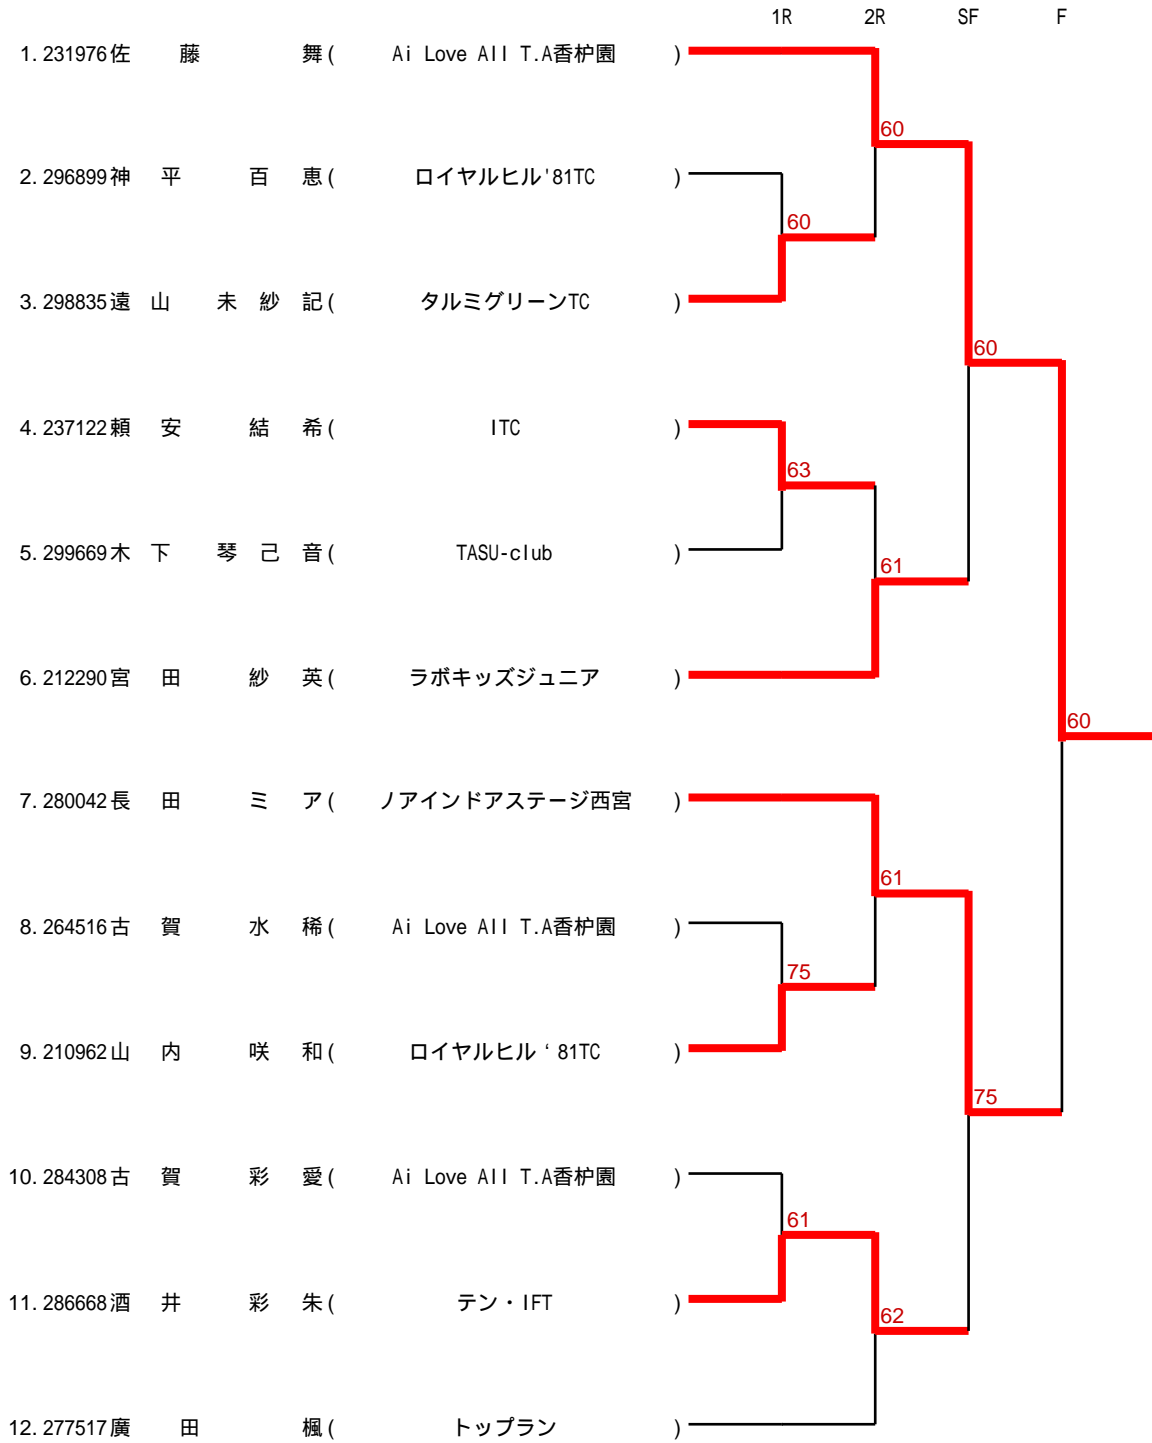 1R 2R SF F
1. 231976 佐 藤 舞 ( Ai Love All T.A香枦園 )
60
2. 296899 神 平 百 恵 ( ロイヤルヒル'81TC )
60
3. 298835 遠 山 未 紗 記 ( タルミグリーンTC )
60
4. 237122 頼 安 結 希 ( ITC )
63
5. 299669 木 下 琴 己 音 ( TASU-club )
61
6. 212290 宮 田 紗 英 ( ラボキッズジュニア )
60
7. 280042 長 田 ミ ア ( ノアインドアステージ西宮 )
61
8. 264516 古 賀 水 稀 ( Ai Love All T.A香枦園 )
75
9. 210962 山 内 咲 和 ( ロイヤルヒル‘81TC )
75
10. 284308 古 賀 彩 愛 ( Ai Love All T.A香枦園 )
61
11. 286668 酒 井 彩 朱 ( テン・IFT )
62
12. 277517 廣 田 楓 ( トップラン )